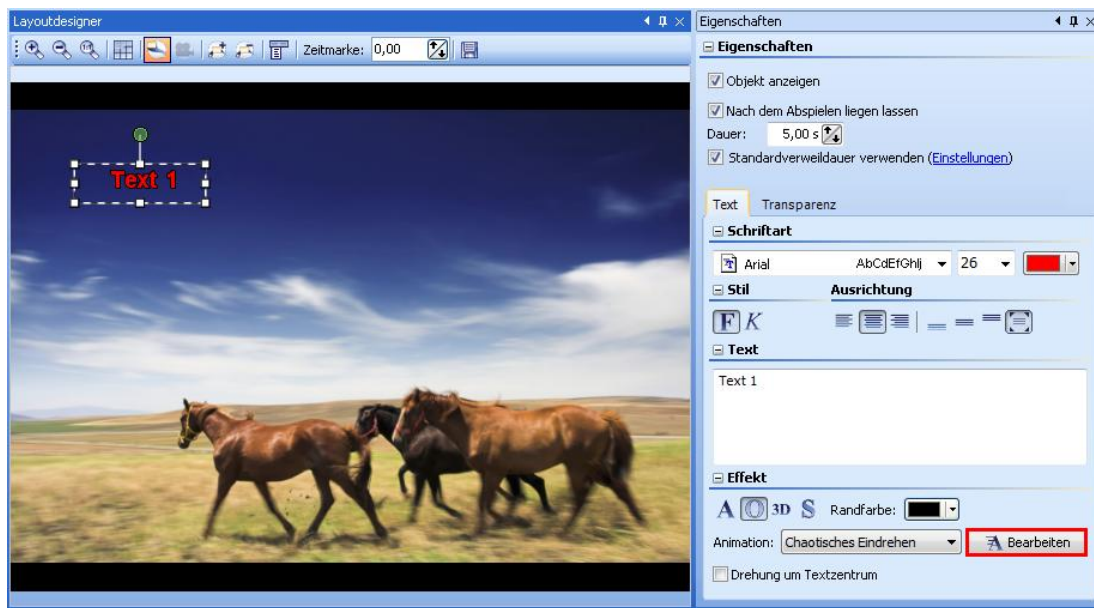 Layoutdesigner
Zeitmarke: 0,00
Text 1
Eigenschaften
Eigenschaften
Objekt anzeigen
Nach dem Abspielen liegen lassen
Dauer: 5,00 s
Standardverweildauer verwenden (Einstellungen)
Text Transparenz
Schriftart
Arial AbCdEfGhIj 26
Stil Ausrichtung
F K
Text
Text 1
Effekt
A O 3D S Randfarbe:
Animation: Chaotisches Eindrehen A Bearbeiten
Drehung um Textzentrum